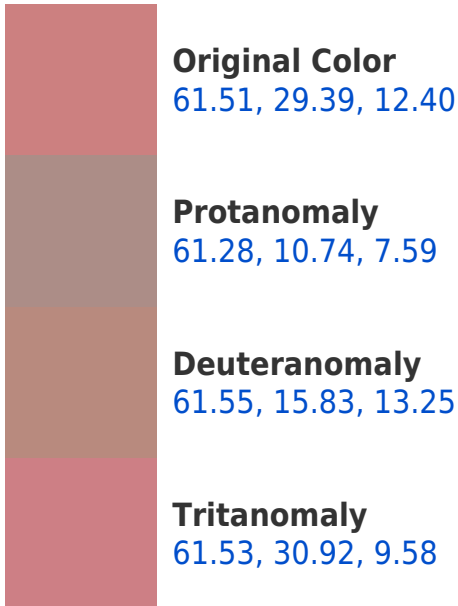 Original Color
61.51, 29.39, 12.40
Protanomaly
61.28, 10.74, 7.59
Deuteranomaly
61.55, 15.83, 13.25
Tritanomaly
61.53, 30.92, 9.58